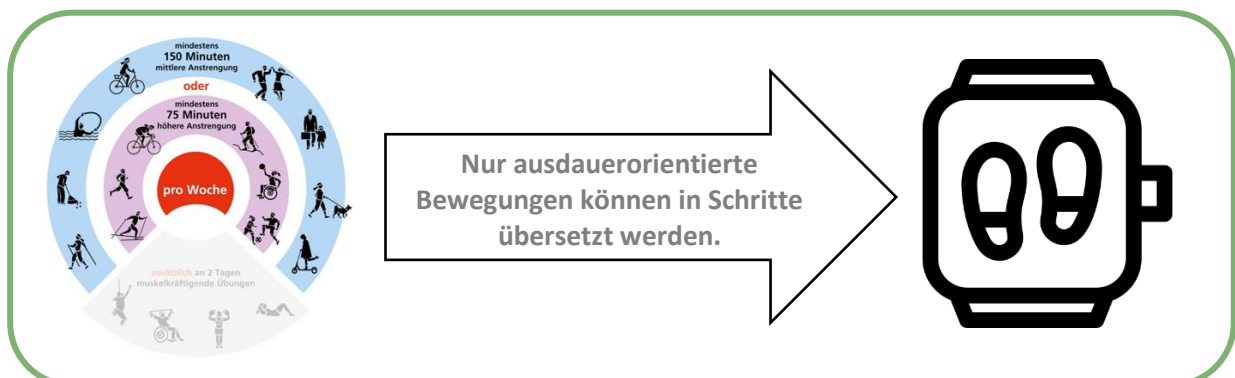 mindestens
150 Minuten
mittlere Anstrengung
oder
mindestens
75 Minuten
höhere Anstrengung
pro Woche
zusätzlich an 2 Tagen
muskelkräftigende Übungen
Nur ausdauerorientierte
Bewegungen können in Schritte
übersetzt werden.